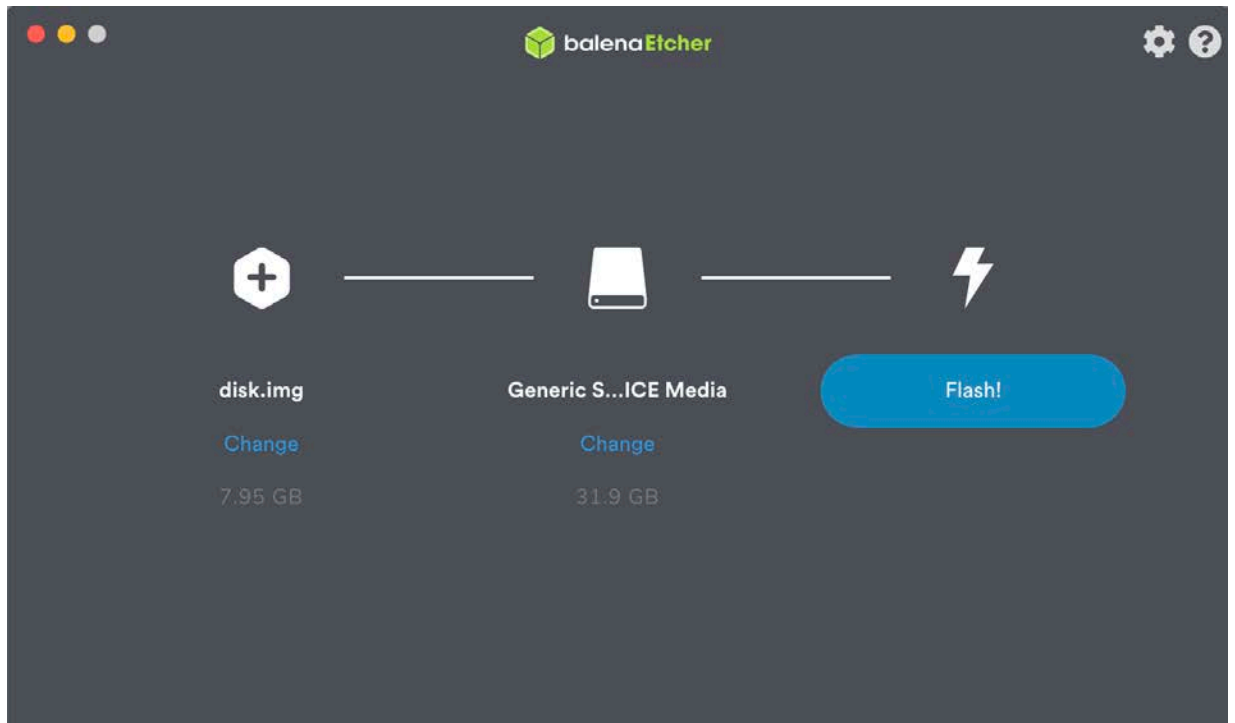 balenaEtcher
disk.img
Generic S...ICE Media
Flash!
Change
Change
7.95 GB
31.9 GB